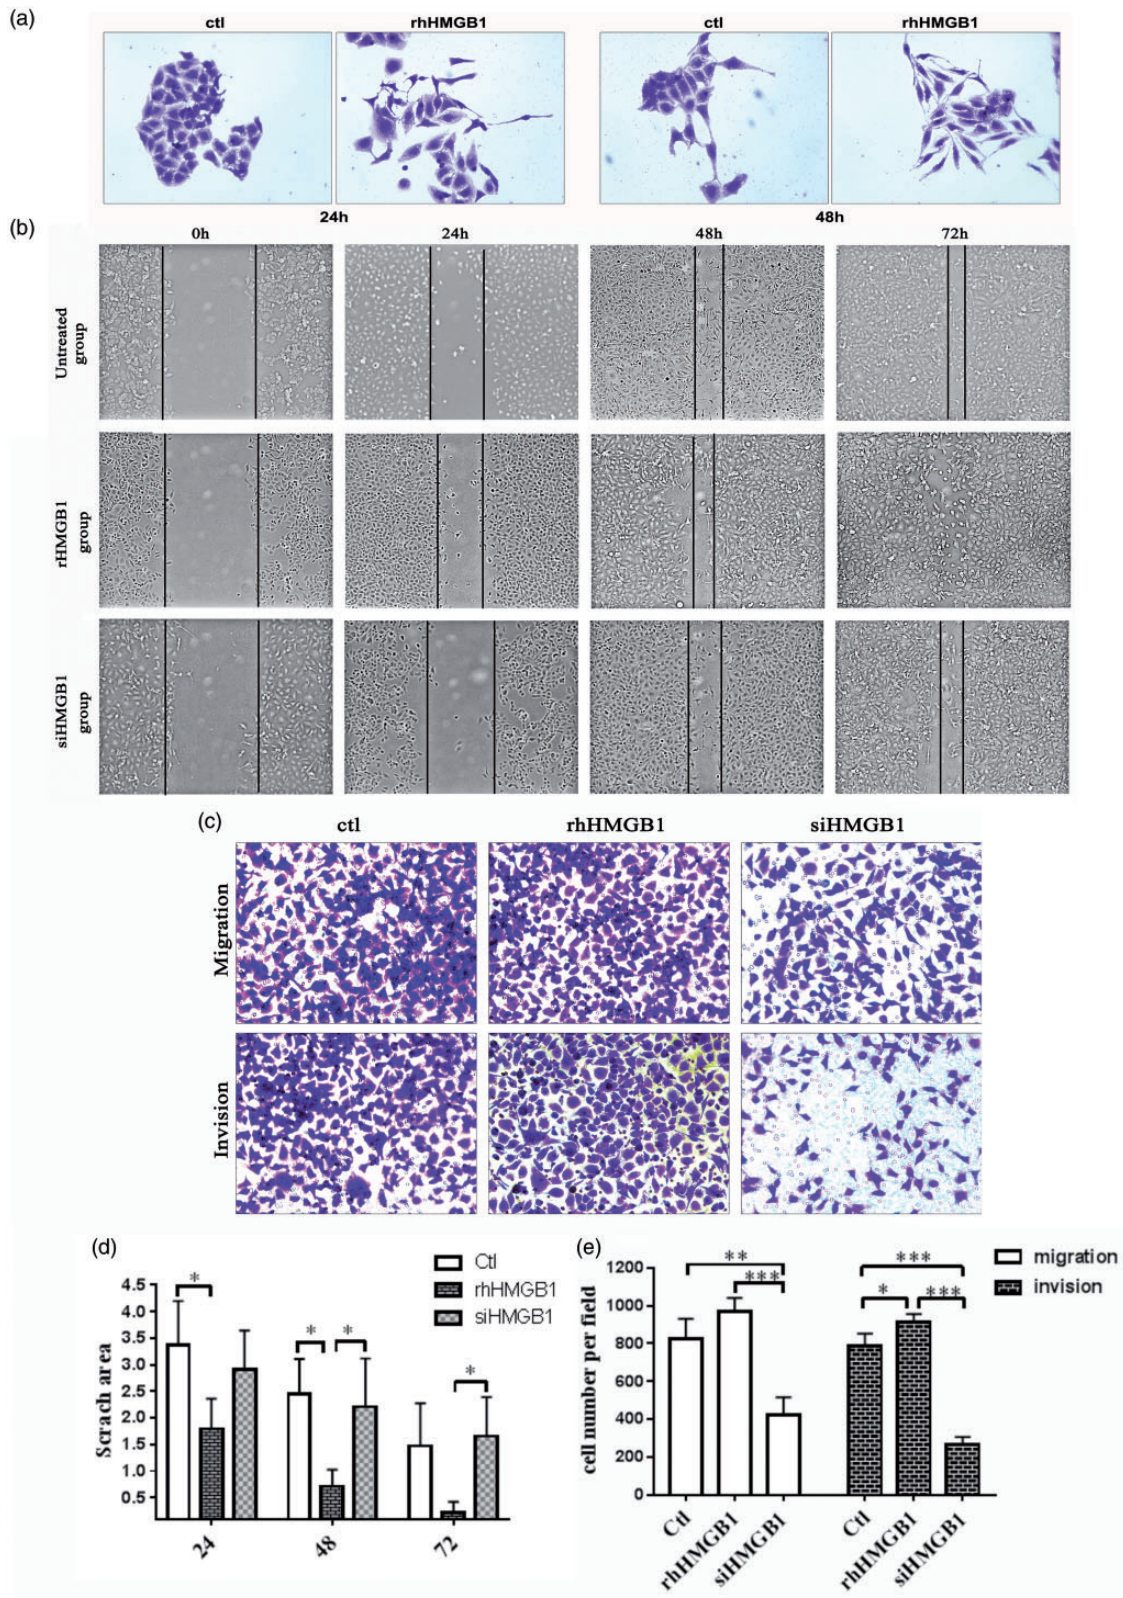 (a)
ctl
rhHMGB1
ctl
rhHMGB1
24h
48h
(b)
0h
24h
48h
72h
Untreated
group
rHMGB1
group
siHMGB1
group
(c)
ctl
rhHMGB1
siHMGB1
Migration
Invision
(d)
Ctl
rhHMGB1
siHMGB1
Scrach area
4.5
4.0
3.5
3.0
2.5
2.0
1.5
1.0
0.5
*
*
*
*
24
48
72
(e)
migration
invision
cell number per field
1200
1000
800
600
400
200
0
**
***
***
*
***
Ctl
rhHMGB1
siHMGB1
Ctl
rhHMGB1
siHMGB1